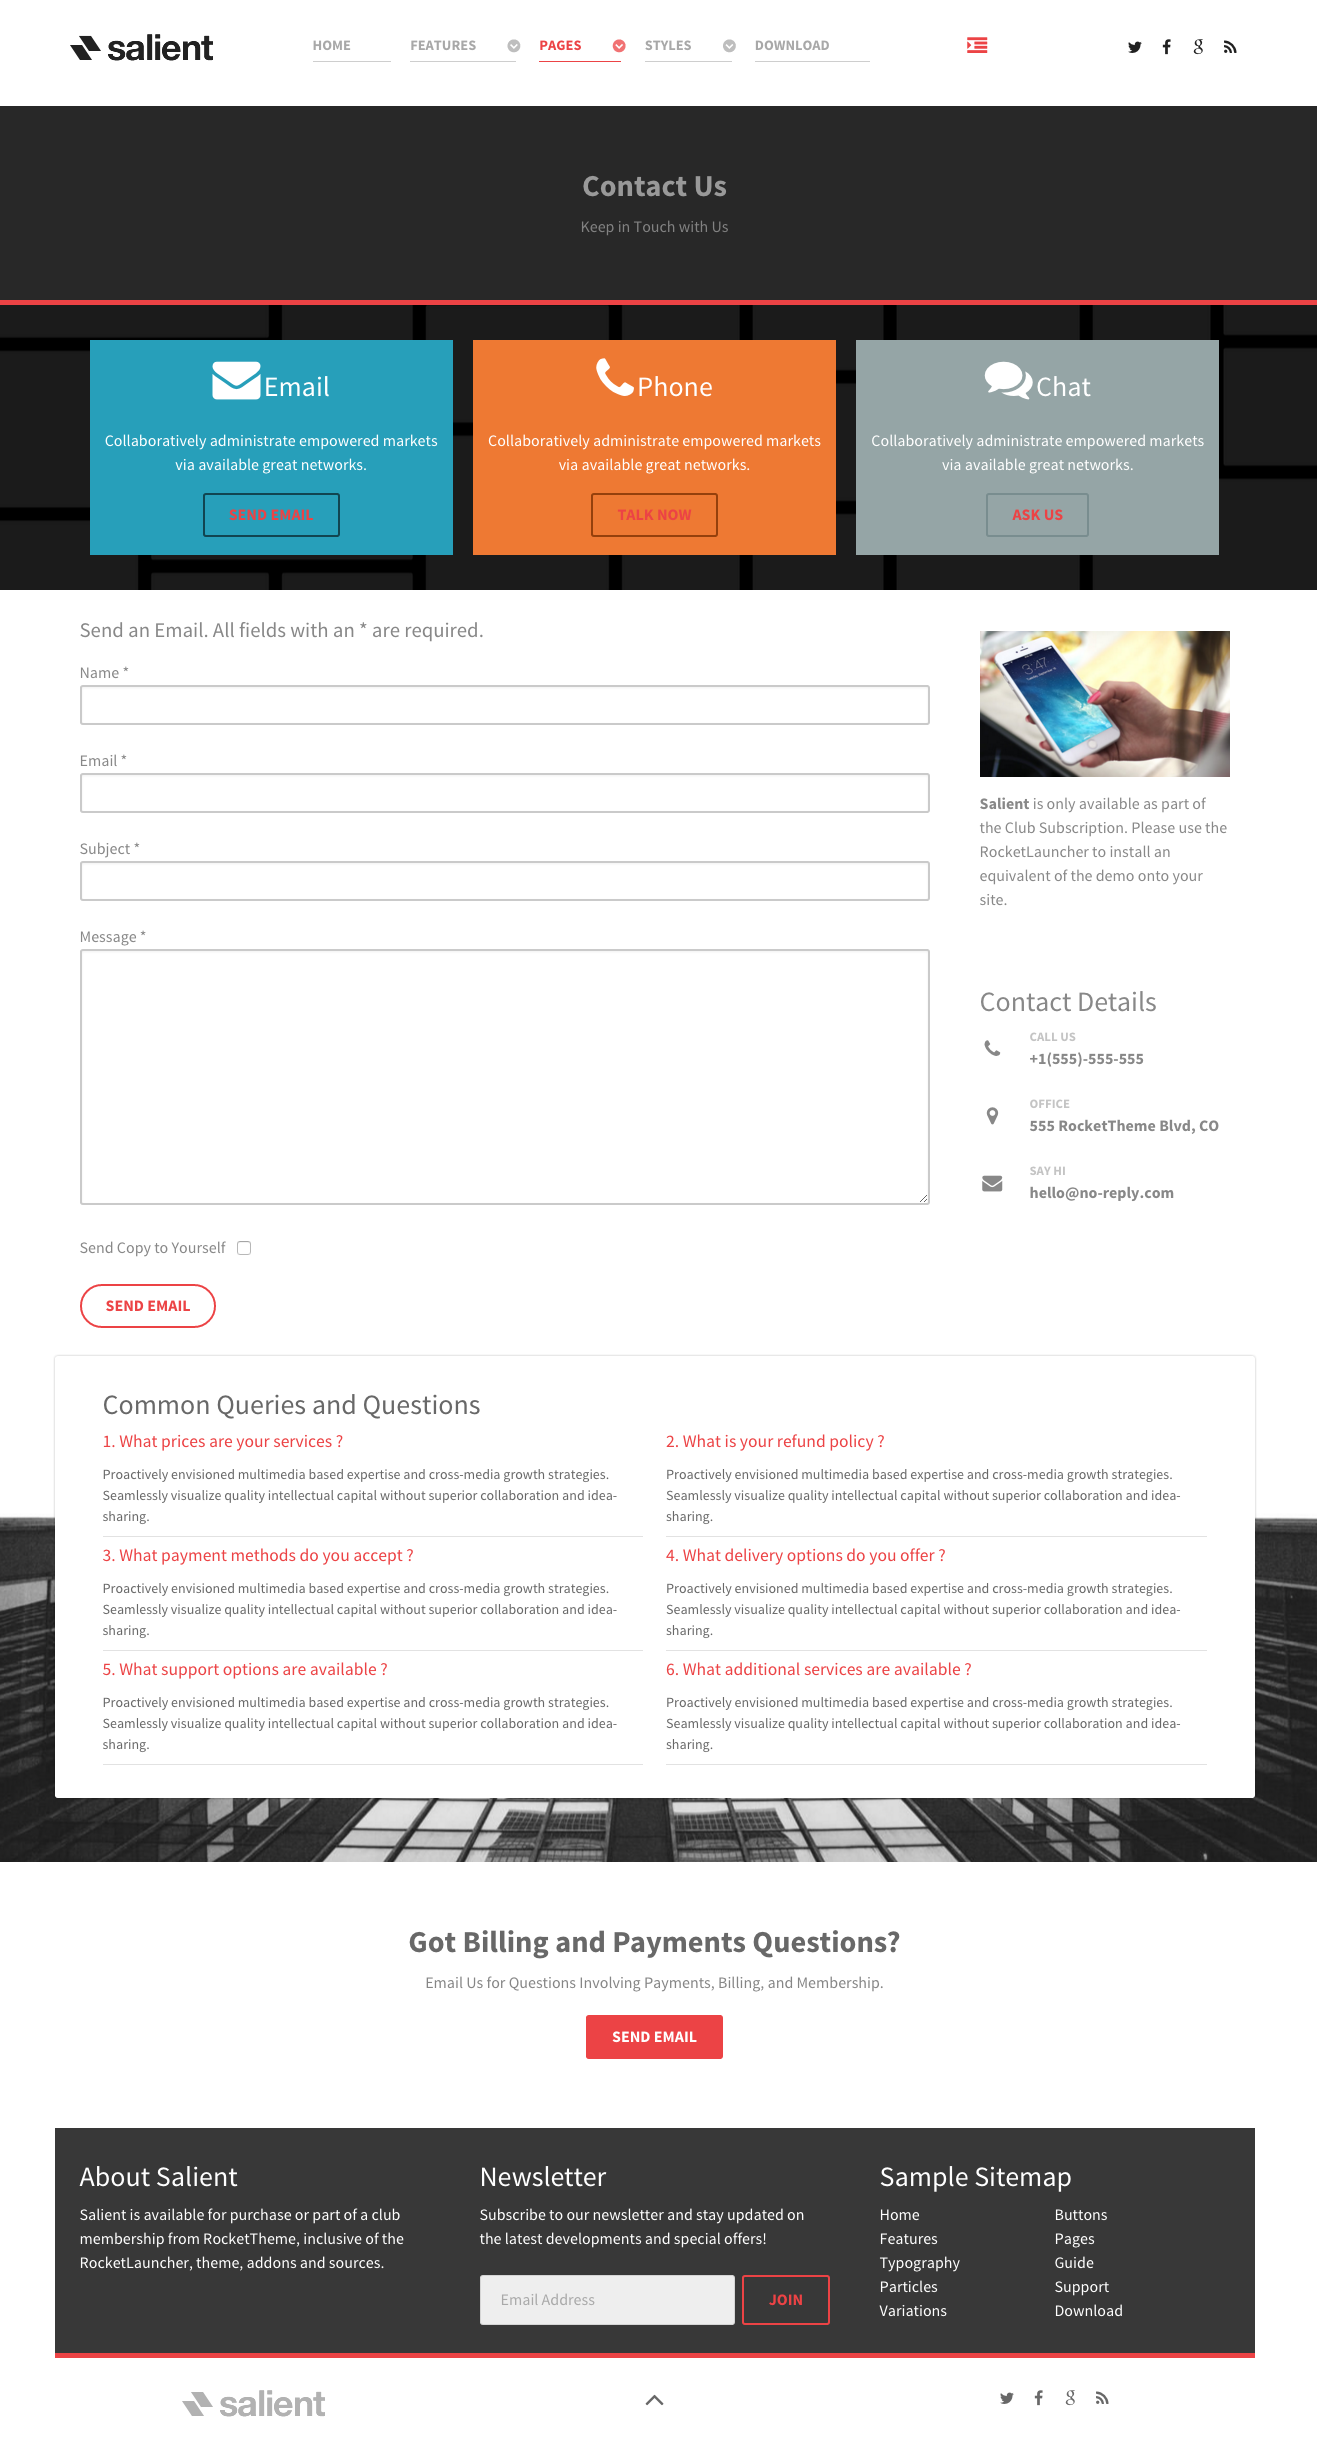 salient
HOME FEATURES PAGES STYLES DOWNLOAD
Contact Us
Keep in Touch with Us
Email
Collaboratively administrate empowered markets
via available great networks.
SEND EMAIL
Phone
Collaboratively administrate empowered markets
via available great networks.
TALK NOW
Chat
Collaboratively administrate empowered markets
via available great networks.
ASK US
Send an Email. All fields with an * are required.
Name *
Email *
Subject *
Message *
Send Copy to Yourself
SEND EMAIL
3:47
Salient is only available as part of
the Club Subscription. Please use the
RocketLauncher to install an
equivalent of the demo onto your
site.
Contact Details
CALL US
+1(555)-555-555
OFFICE
555 RocketTheme Blvd, CO
SAY HI
hello@no-reply.com
Common Queries and Questions
1. What prices are your services ?
Proactively envisioned multimedia based expertise and cross-media growth strategies.
Seamlessly visualize quality intellectual capital without superior collaboration and idea-
sharing.
2. What is your refund policy ?
Proactively envisioned multimedia based expertise and cross-media growth strategies.
Seamlessly visualize quality intellectual capital without superior collaboration and idea-
sharing.
3. What payment methods do you accept ?
Proactively envisioned multimedia based expertise and cross-media growth strategies.
Seamlessly visualize quality intellectual capital without superior collaboration and idea-
sharing.
4. What delivery options do you offer ?
Proactively envisioned multimedia based expertise and cross-media growth strategies.
Seamlessly visualize quality intellectual capital without superior collaboration and idea-
sharing.
5. What support options are available ?
Proactively envisioned multimedia based expertise and cross-media growth strategies.
Seamlessly visualize quality intellectual capital without superior collaboration and idea-
sharing.
6. What additional services are available ?
Proactively envisioned multimedia based expertise and cross-media growth strategies.
Seamlessly visualize quality intellectual capital without superior collaboration and idea-
sharing.
Got Billing and Payments Questions?
Email Us for Questions Involving Payments, Billing, and Membership.
SEND EMAIL
About Salient
Salient is available for purchase or part of a club
membership from RocketTheme, inclusive of the
RocketLauncher, theme, addons and sources.
Newsletter
Subscribe to our newsletter and stay updated on
the latest developments and special offers!
Email Address
JOIN
Sample Sitemap
Home
Features
Typography
Particles
Variations
Buttons
Pages
Guide
Support
Download
salient